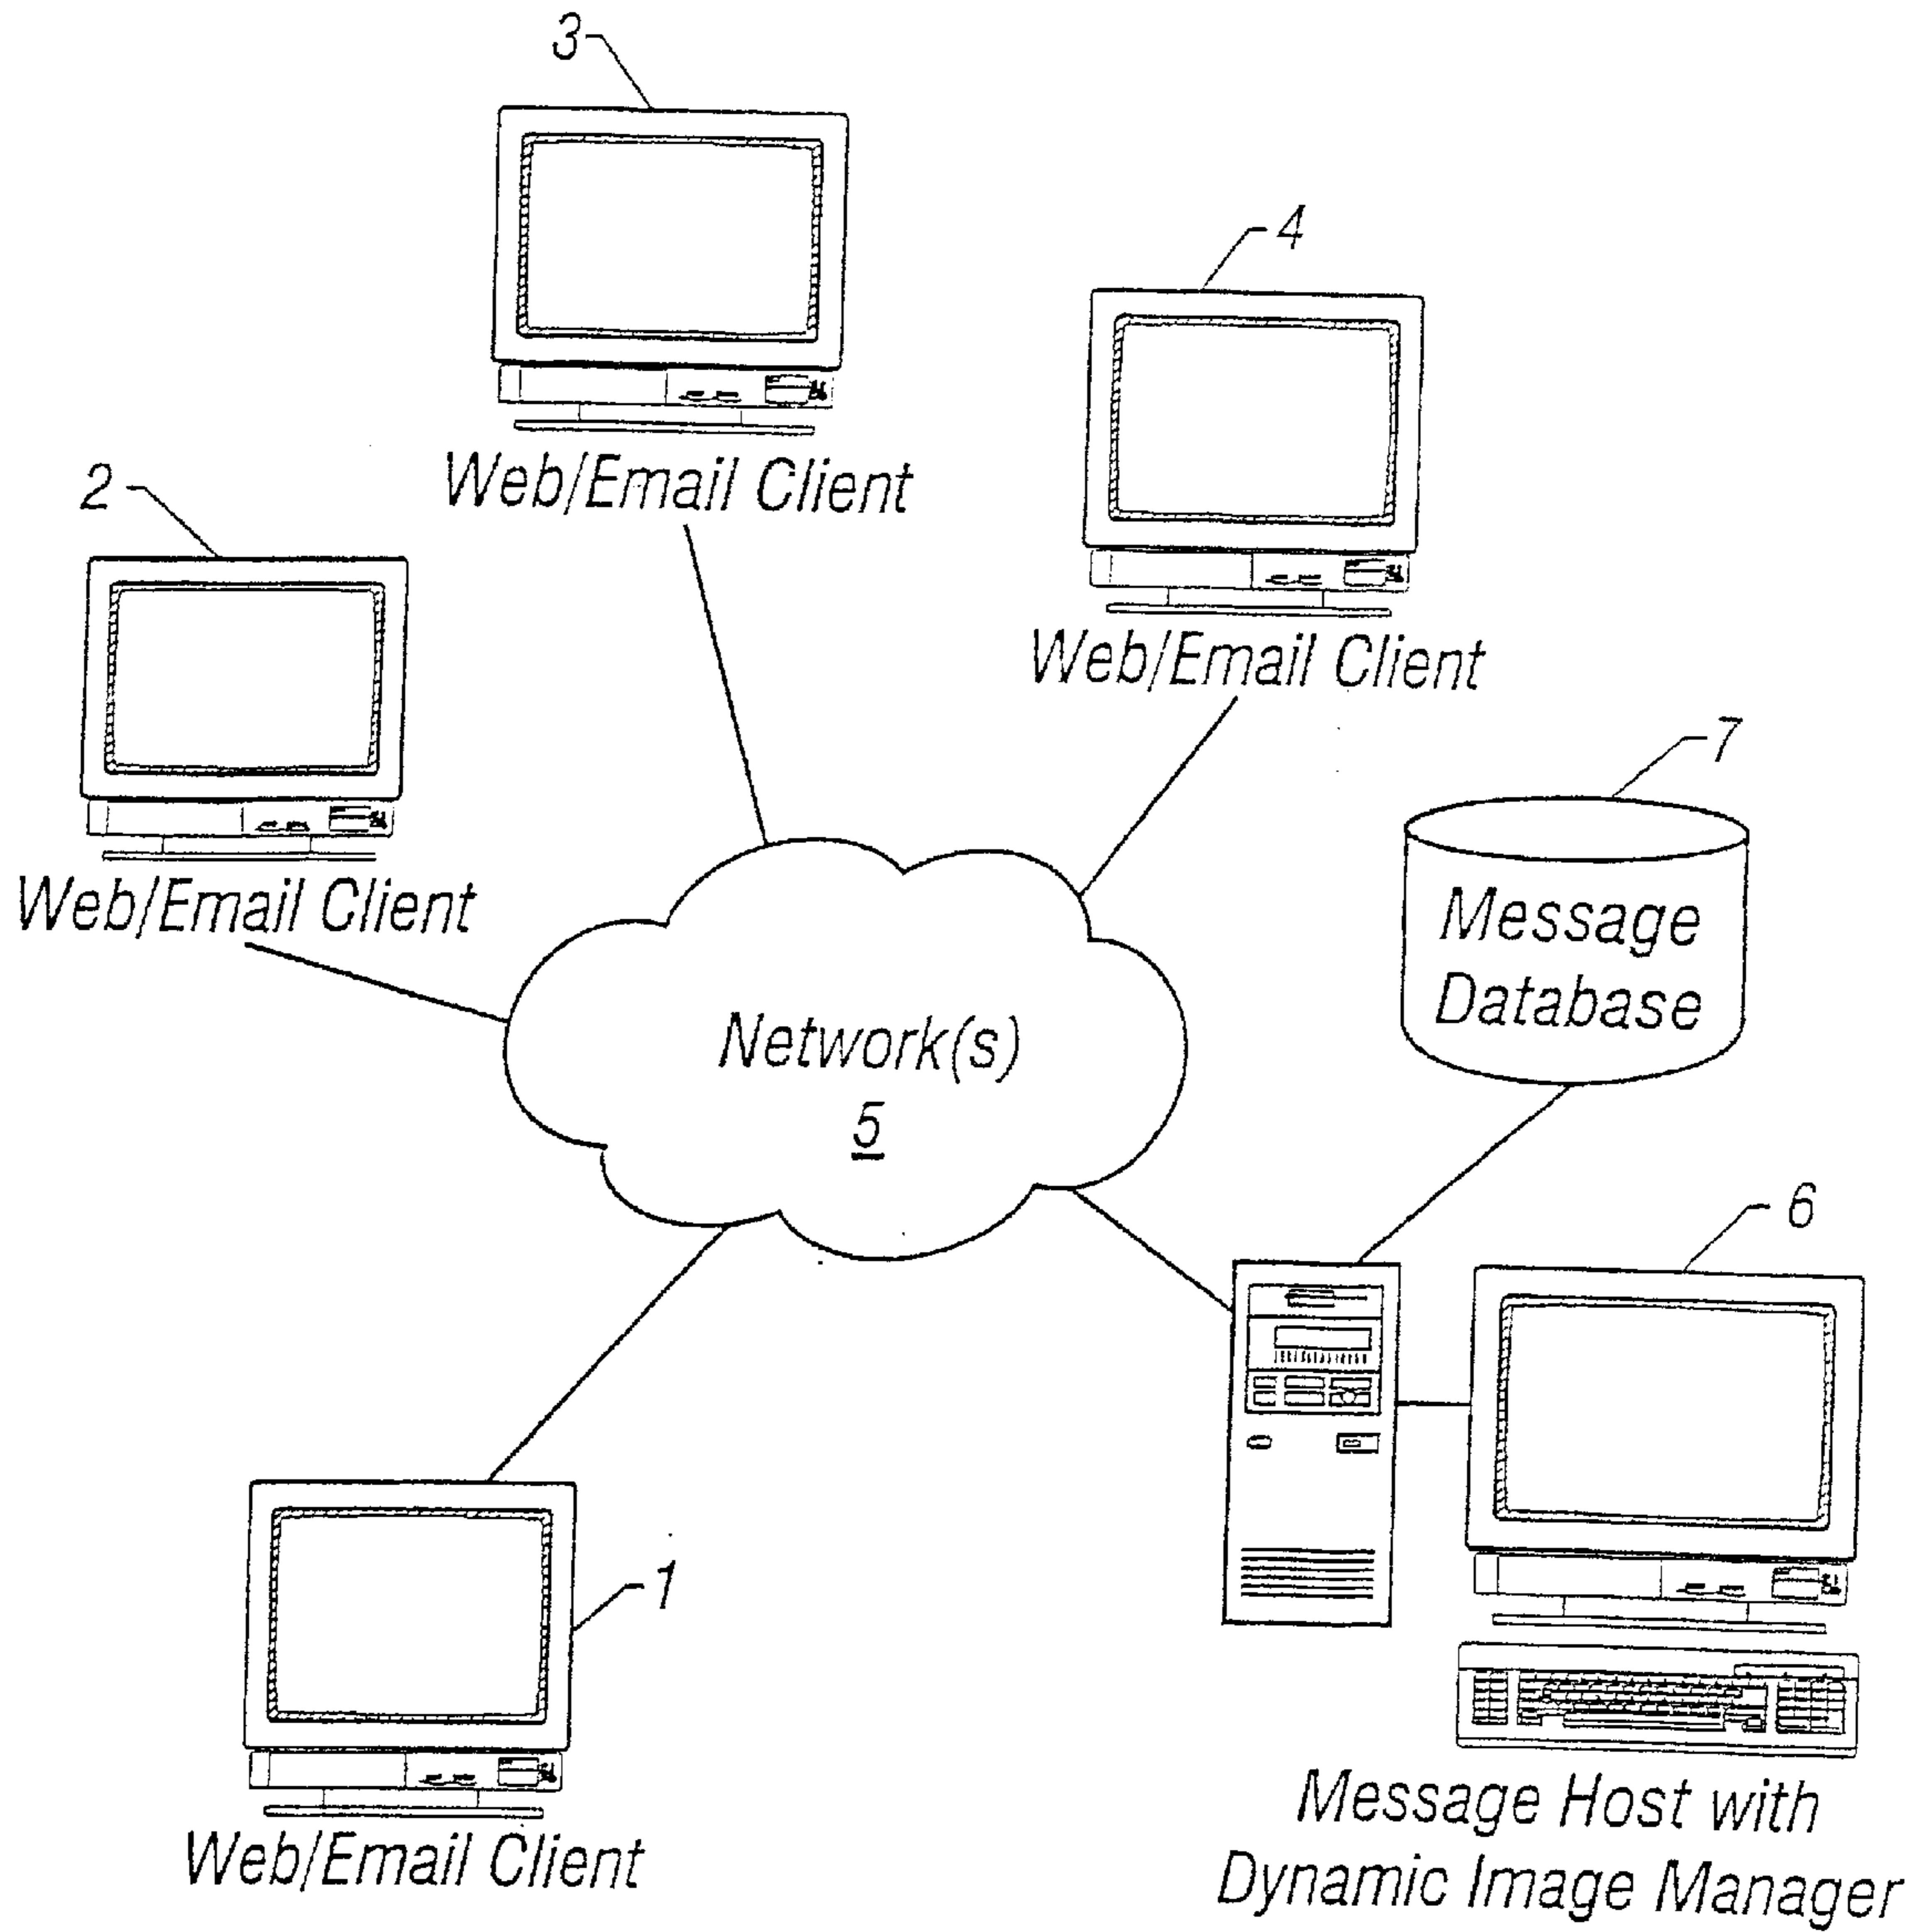 3
4
Web/Email Client
2
Web/Email Client
7
Web/Email Client
Message
Database
Network(s)
5
6
1
Message Host with
Dynamic Image Manager
Web/Email Client